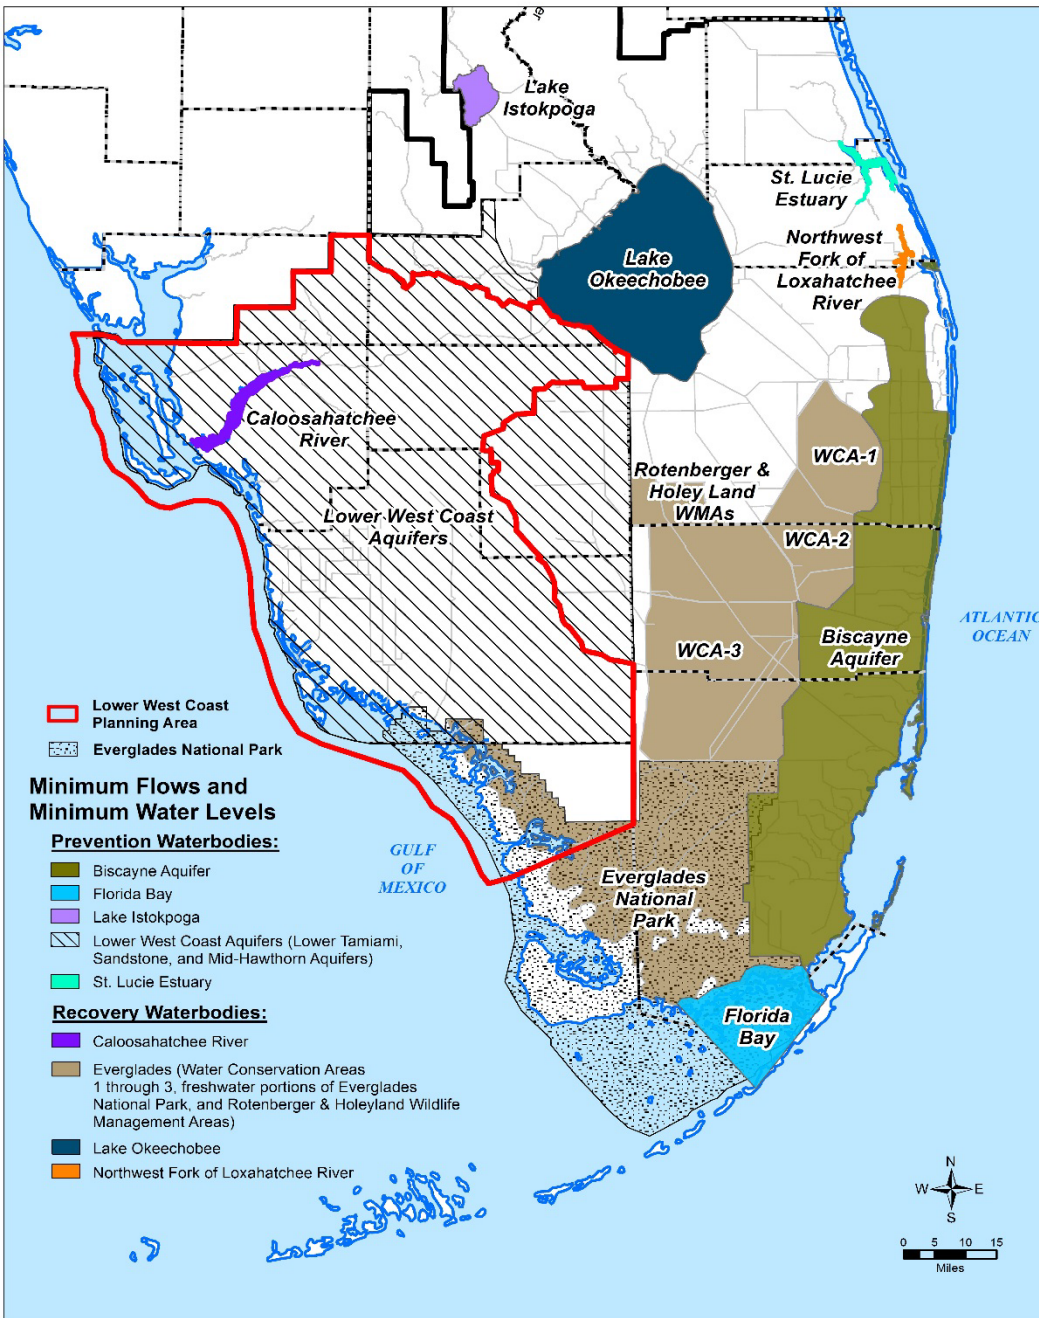 Lake
Istokpoga
St. Lucie
Estuary
Northwest
Fork of
Loxahatchee
River
Lake
Okeechobee
Caloosahatchee
River
WCA-1
Rotenberger &
Holey Land
WMAs
Lower West Coast
Aquifers
WCA-2
ATLANTIC
OCEAN
WCA-3
Biscayne
Aquifer
Lower West Coast
Planning Area
Everglades National Park
Minimum Flows and
Minimum Water Levels
Prevention Waterbodies:
Biscayne Aquifer
Florida Bay
Lake Istokpoga
Lower West Coast Aquifers (Lower Tamiami,
Sandstone, and Mid-Hawthorn Aquifers)
St. Lucie Estuary
Recovery Waterbodies:
Caloosahatchee River
Everglades (Water Conservation Areas
1 through 3, freshwater portions of Everglades
National Park, and Rotenberger & Holeyland Wildlife
Management Areas)
Lake Okeechobee
Northwest Fork of Loxahatchee River
GULF
OF
MEXICO
Everglades
National
Park
Florida
Bay
N
W E
S
0 5 10 15
Miles